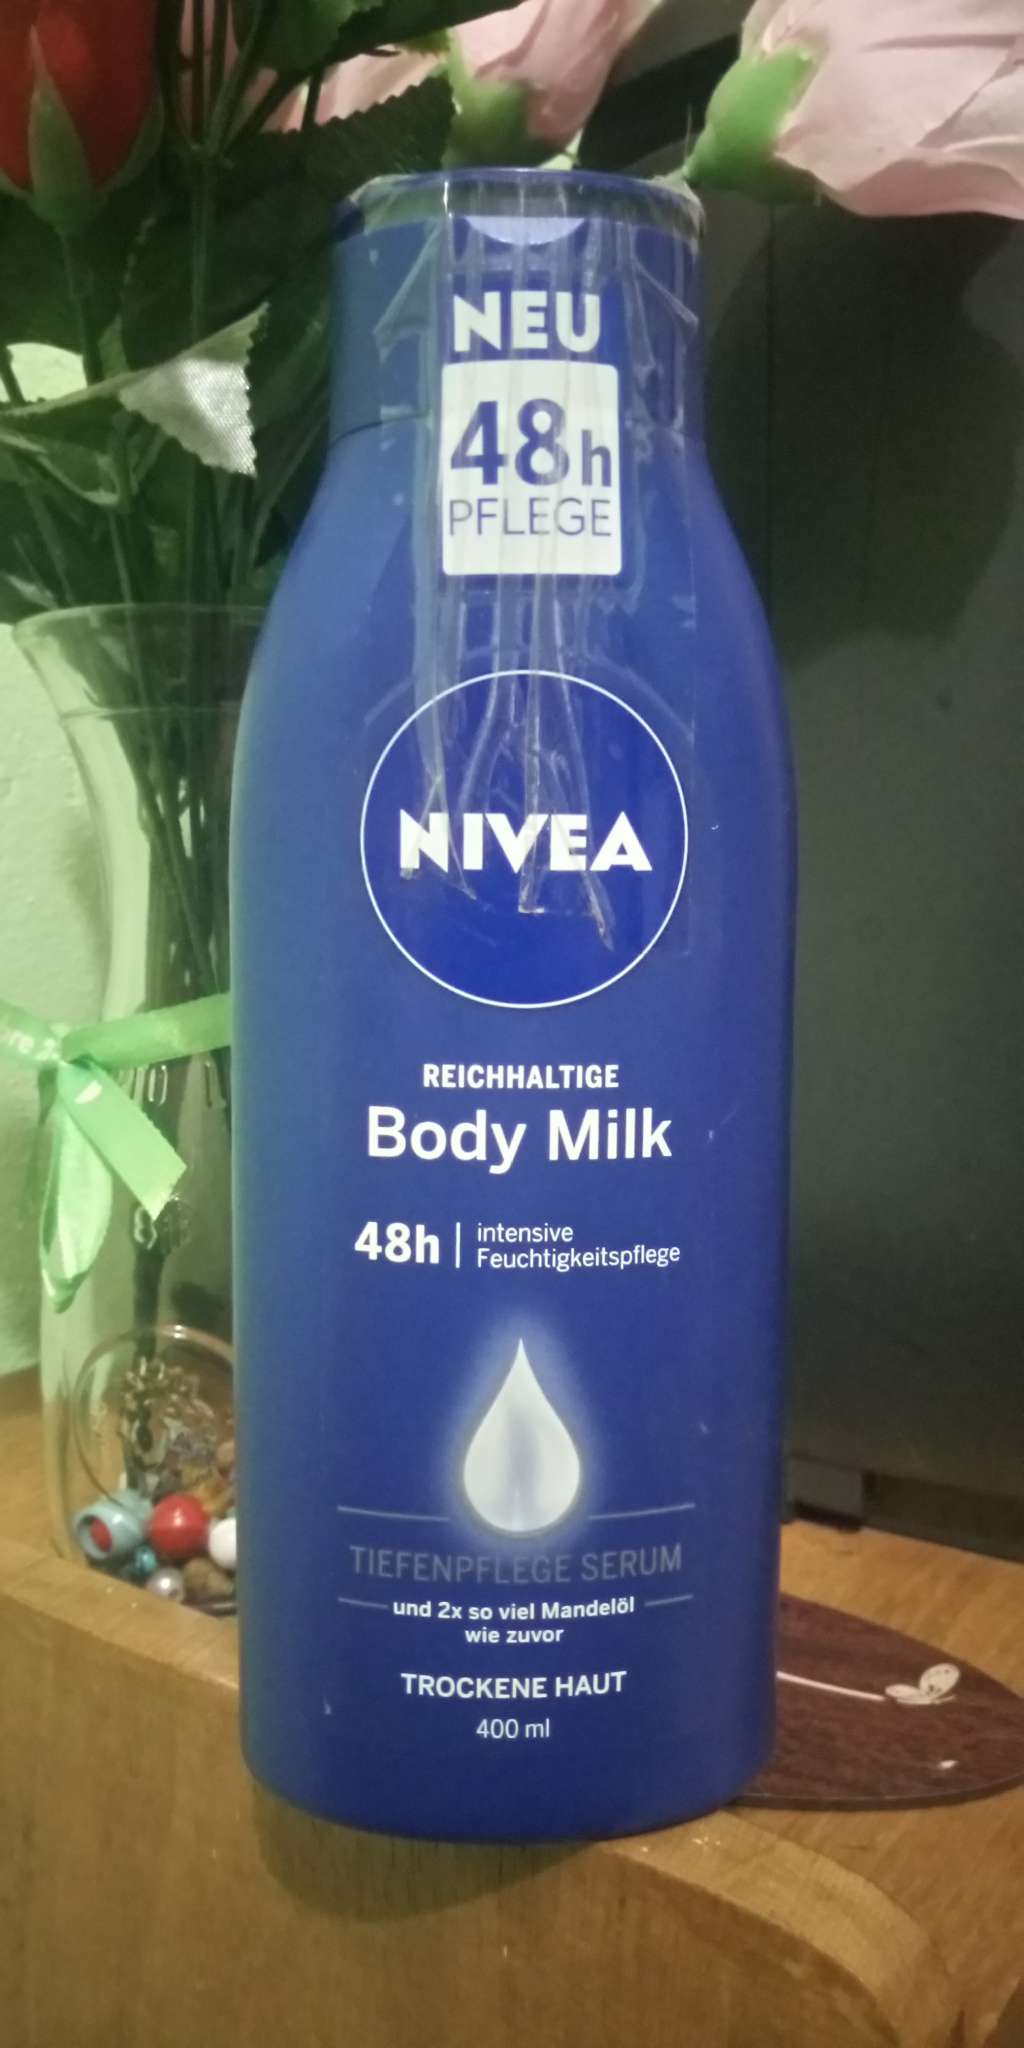 NEU
48h
PFLEGE
NIVEA
REICHHALTIGE
Body Milk
48h
intensive
Feuchtigkeitspflege
TIEFENPFLEGE SERUM
und 2x so viel Mandelöl
wie zuvor
TROCKENE HAUT
400 ml